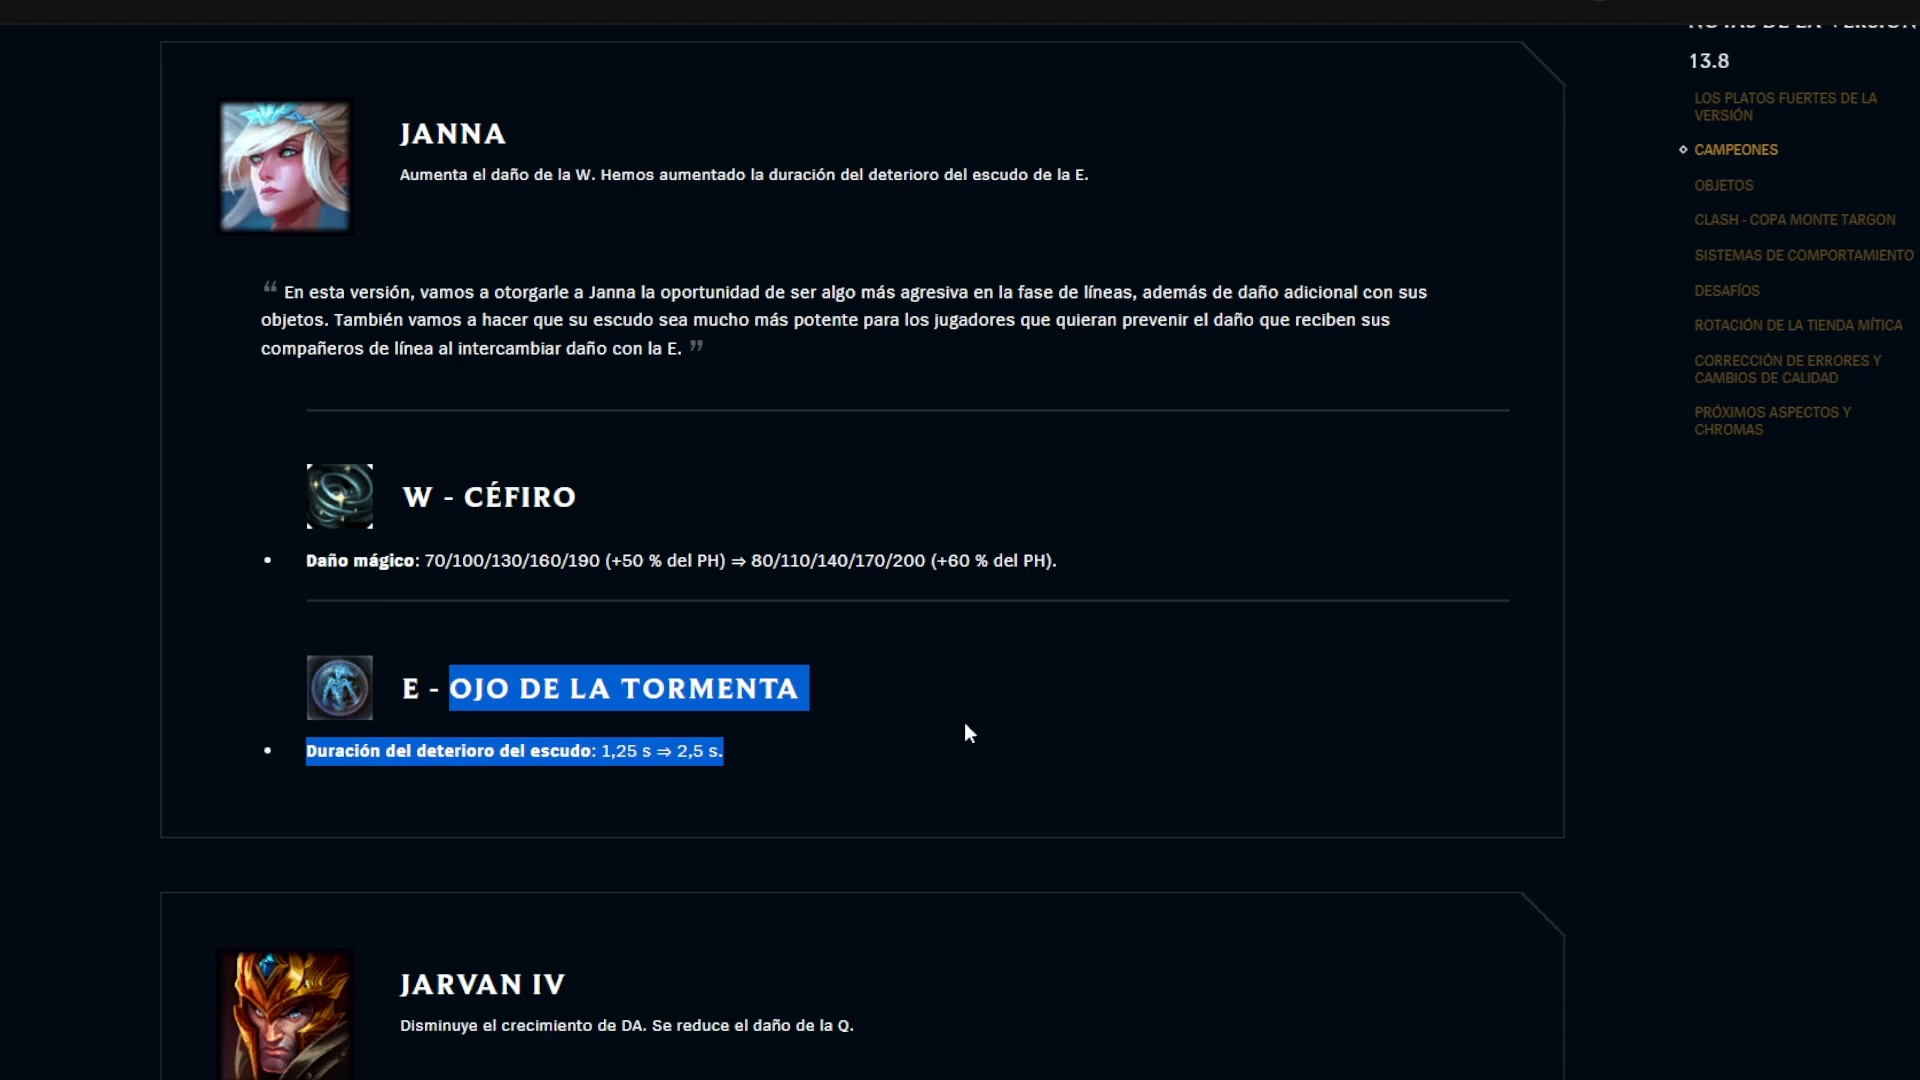 JANNA
Aumenta el daño de la W. Hemos aumentado la duración del deterioro del escudo de la E.
“ En esta versión, vamos a otorgarle a Janna la oportunidad de ser algo más agresiva en la fase de líneas, además de daño adicional con sus
objetos. También vamos a hacer que su escudo sea mucho más potente para los jugadores que quieran prevenir el daño que reciben sus
compañeros de línea al intercambiar daño con la E. ”
W - CÉFIRO
• Daño mágico: 70/100/130/160/190 (+50 % del PH) ⇒ 80/110/140/170/200 (+60 % del PH).
E - OJO DE LA TORMENTA
• Duración del deterioro del escudo: 1,25 s ⇒ 2,5 s.
JARVAN IV
Disminuye el crecimiento de DA. Se reduce el daño de la Q.
NOTAS DE LA VERSIÓN
13.8
LOS PLATOS FUERTES DE LA
VERSIÓN
CAMPEONES
OBJETOS
CLASH - COPA MONTE TARGON
SISTEMAS DE COMPORTAMIENTO
DESAFÍOS
ROTACIÓN DE LA TIENDA MÍTICA
CORRECCIÓN DE ERRORES Y
CAMBIOS DE CALIDAD
PRÓXIMOS ASPECTOS Y
CHROMAS